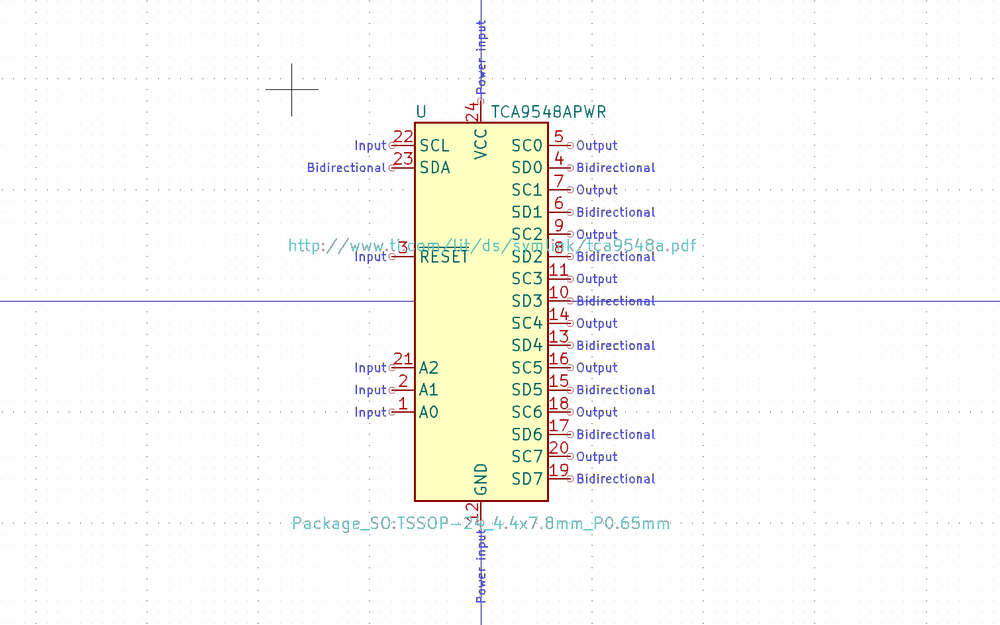 Power input
24
U TCA9548APWR
VCC
Input 22 SCL SC0 5 Output
Bidirectional 23 SDA SD0 4 Bidirectional
SC1 7 Output
SD1 6 Bidirectional
SC2 9 Output
http://www.ti.com/lit/ds/symlink/tca9548a.pdf
Input 3 RESET SD2 8 Bidirectional
SC3 11 Output
SD3 10 Bidirectional
SC4 14 Output
SD4 13 Bidirectional
Input 21 A2 SC5 16 Output
Input 2 A1 SD5 15 Bidirectional
Input 1 A0 SC6 18 Output
SD6 17 Bidirectional
SC7 20 Output
SD7 19 Bidirectional
GND
12
Package_SO:TSSOP-24_4.4x7.8mm_P0.65mm
Power input